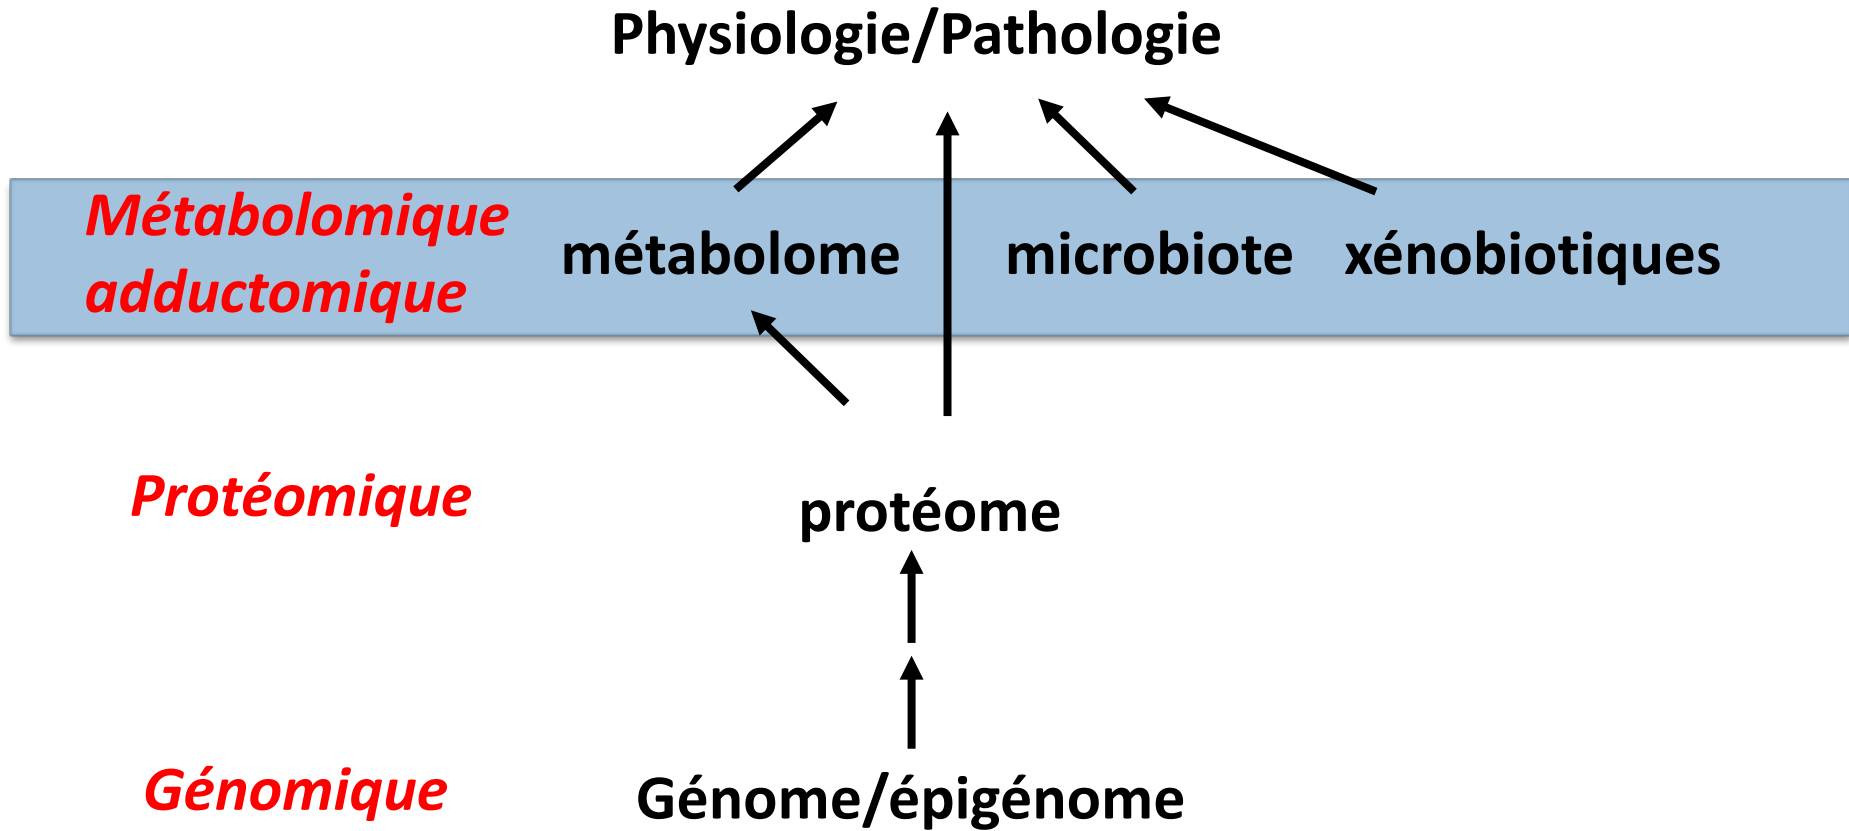 Physiologie/Pathologie
Métabolomique
adductomique
métabolome
microbiote
xénobiotiques
Protéomique
protéome
Génomique
Génome/épigénome